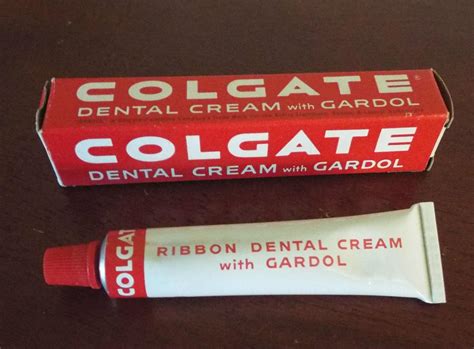 COLGATE®
DENTAL CREAM with GARDOL
COLGATE
DENTAL CREAM with GARDOL
COLGATE
RIBBON DENTAL CREAM
with GARDOL